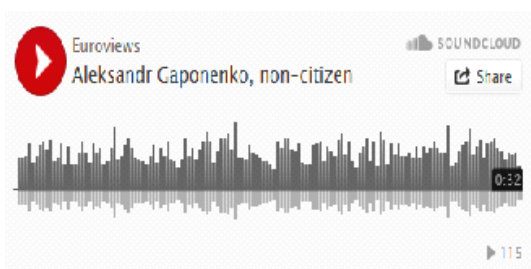 Euroviews
SOUNDCLOUD
Aleksandr Gaponenko, non-citizen
Share
0:32
115